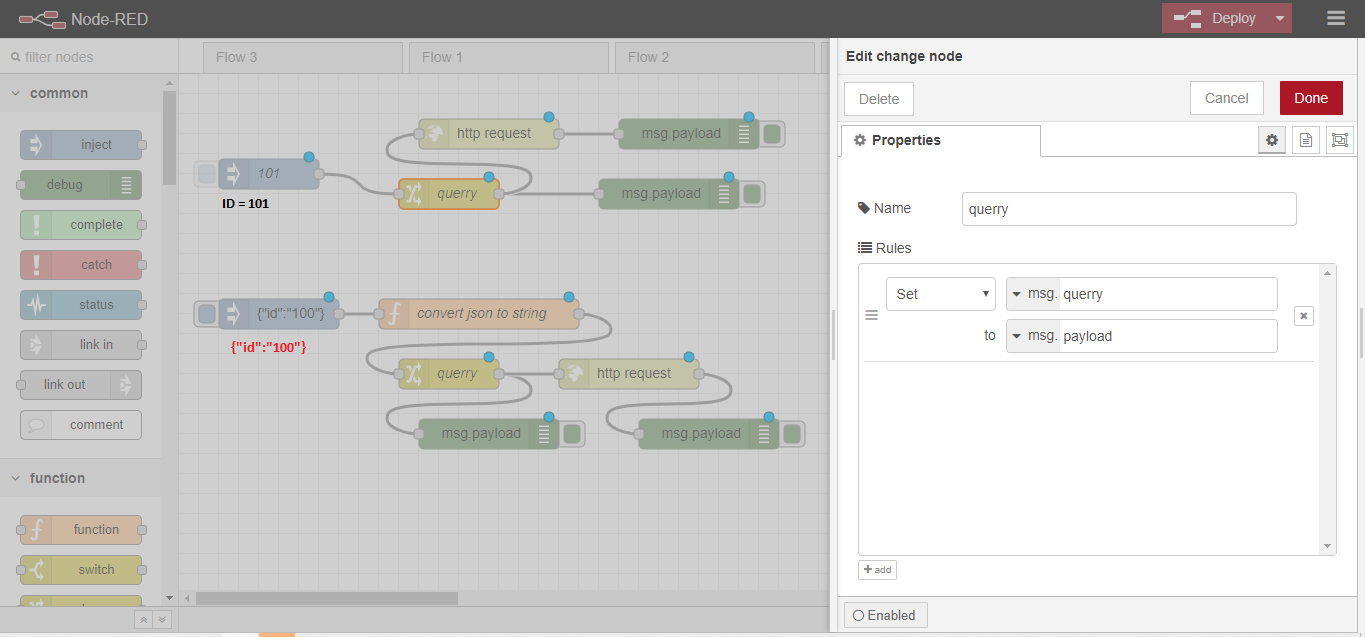 Node-RED
Deploy
filter nodes
Flow 3
Flow 1
Flow 2
Edit change node
common
Delete
Cancel
Done
inject
http request
msg.payload
Properties
debug
101
querry
msg.payload
ID = 101
Name
querry
complete
Rules
catch
Set
msg. querry
status
{"id":"100"}
convert json to string
to
msg. payload
link in
{"id":"100"}
link out
querry
http request
comment
msg.payload
msg.payload
function
function
switch
add
Enabled